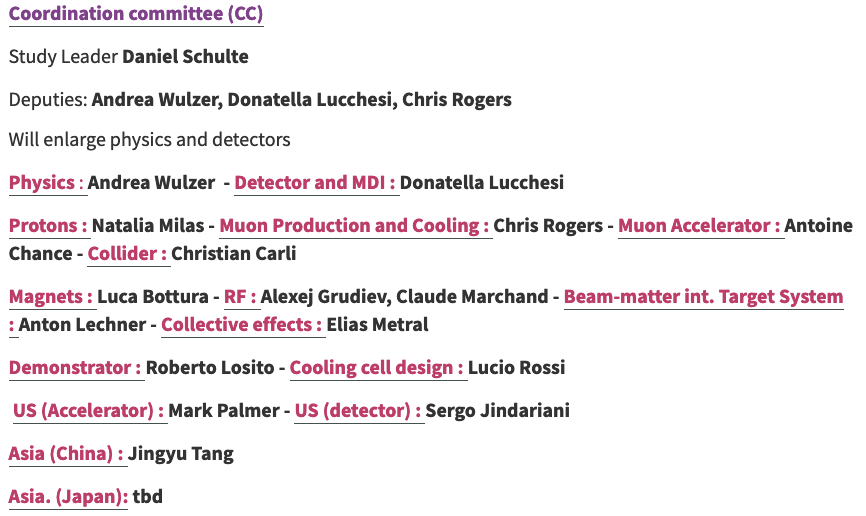 Coordination committee (CC)
Study Leader Daniel Schulte
Deputies: Andrea Wulzer, Donatella Lucchesi, Chris Rogers
Will enlarge physics and detectors
Physics : Andrea Wulzer - Detector and MDI : Donatella Lucchesi
Protons : Natalia Milas - Muon Production and Cooling : Chris Rogers - Muon Accelerator : Antoine
Chance - Collider : Christian Carli
Magnets : Luca Bottura - RF : Alexej Grudiev, Claude Marchand - Beam-matter int. Target System
: Anton Lechner - Collective effects : Elias Metral
Demonstrator : Roberto Losito - Cooling cell design : Lucio Rossi
US (Accelerator) : Mark Palmer - US (detector) : Sergo Jindariani
Asia (China) : Jingyu Tang
Asia. (Japan): tbd